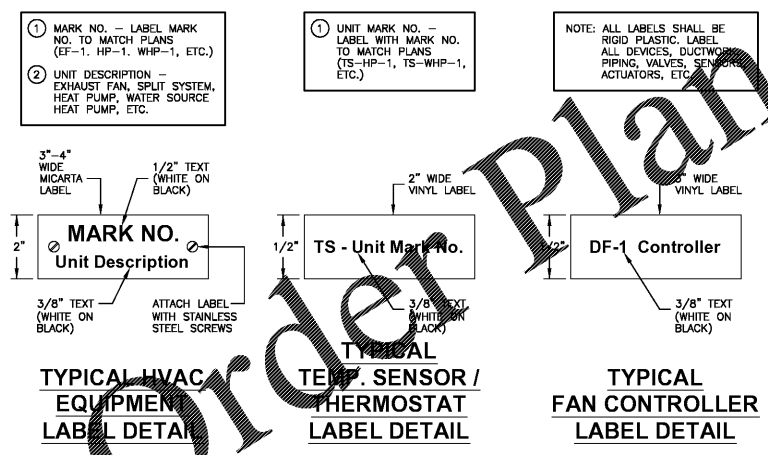 1 MARK NO. – LABEL MARK
NO. TO MATCH PLANS
(EF-1. HP-1. WHP-1, ETC.)
2 UNIT DESCRIPTION –
EXHAUST FAN, SPLIT SYSTEM,
HEAT PUMP, WATER SOURCE
HEAT PUMP, ETC.
3"-4"
WIDE
MICARTA
LABEL
1/2" TEXT
(WHITE ON
BLACK)
2"
MARK NO.
Unit Description
3/8" TEXT
(WHITE ON
BLACK)
ATTACH LABEL
WITH STAINLESS
STEEL SCREWS
TYPICAL HVAC
EQUIPMENT
LABEL DETAIL
1 UNIT MARK NO. –
LABEL WITH MARK NO.
TO MATCH PLANS
(TS-HP-1, TS-WHP-1,
ETC.)
2" WIDE
VINYL LABEL
1/2"
TS - Unit Mark No.
3/8" TEXT
(WHITE ON
BLACK)
TYPICAL
TEMP. SENSOR /
THERMOSTAT
LABEL DETAIL
NOTE: ALL LABELS SHALL BE
RIGID PLASTIC. LABEL
ALL DEVICES, DUCTWORK,
PIPING, VALVES, SENSORS,
ACTUATORS, ETC.
3" WIDE
VINYL LABEL
1/2"
DF-1 Controller
3/8" TEXT
(WHITE ON
BLACK)
TYPICAL
FAN CONTROLLER
LABEL DETAIL
Order Plan